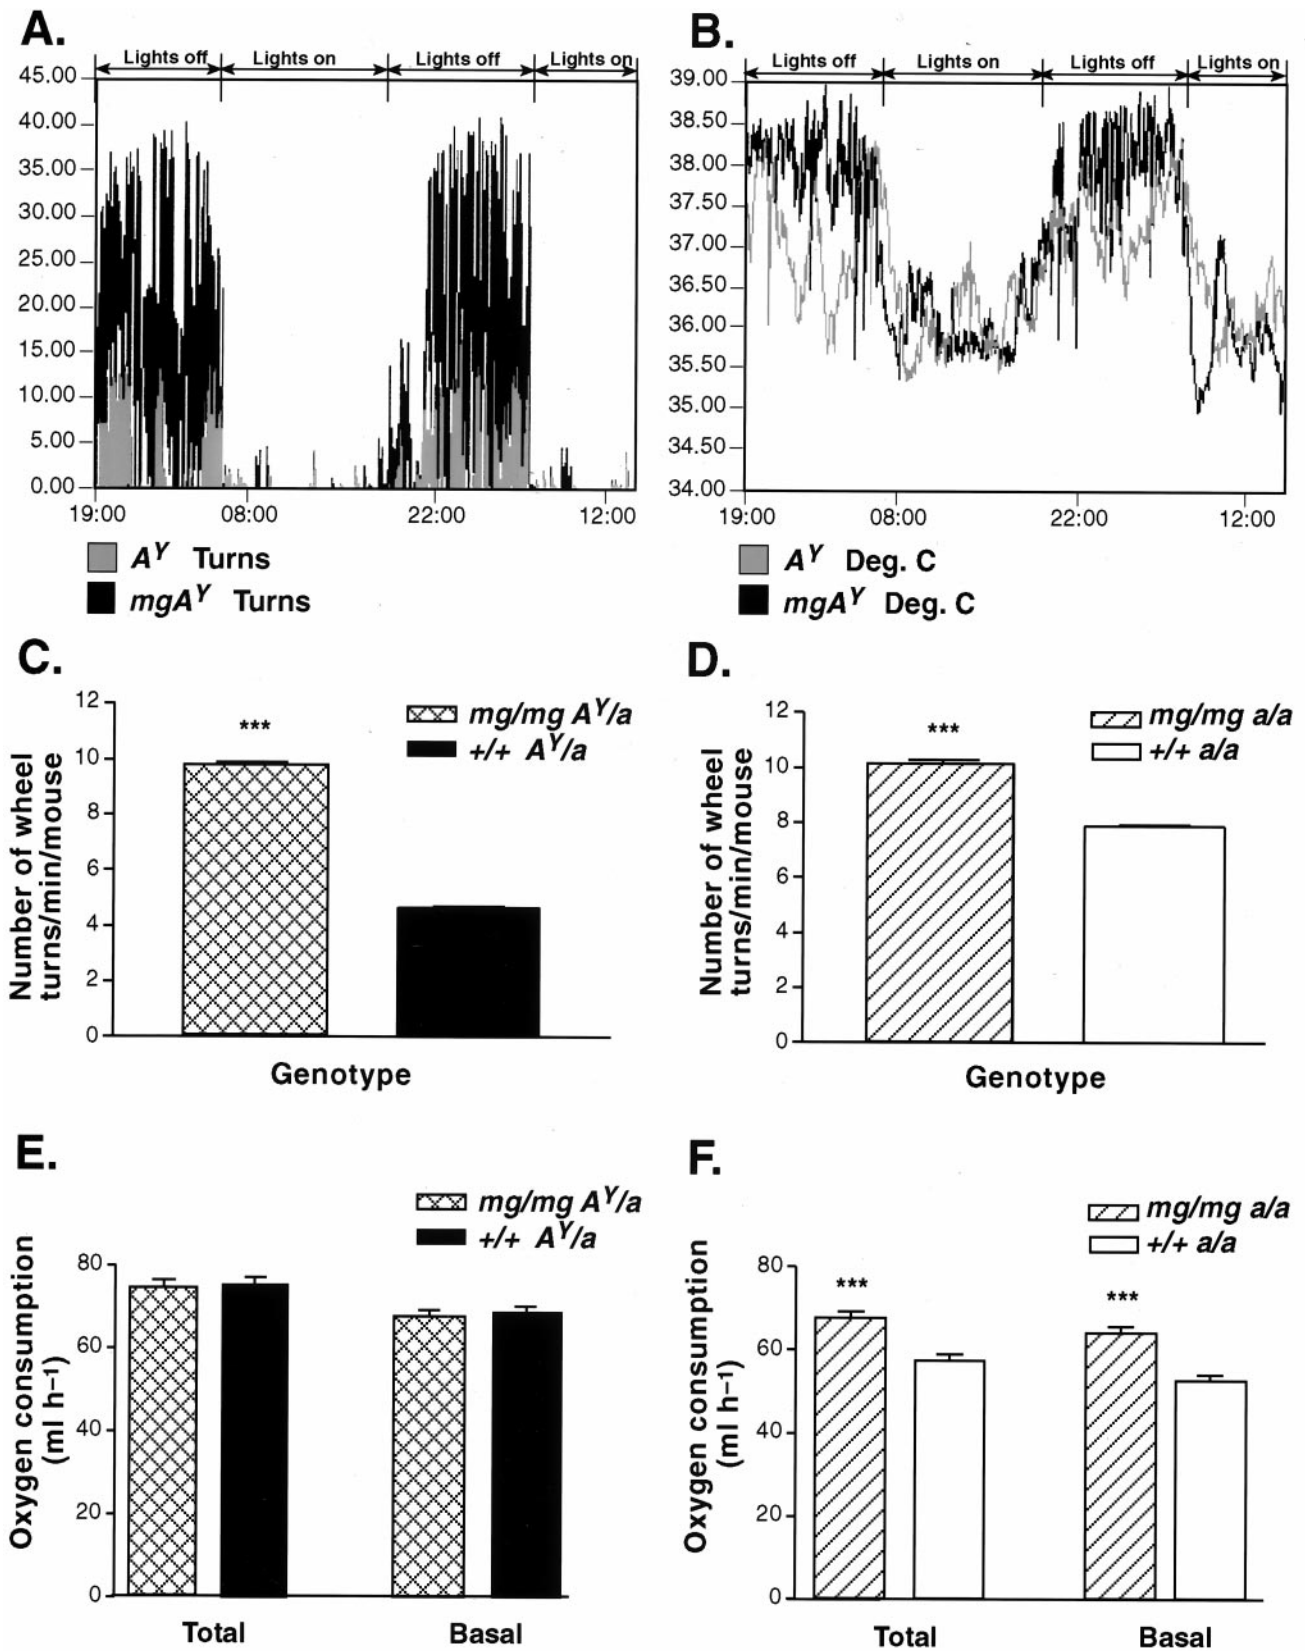 A.
Lights off Lights on Lights off Lights on
45.00
40.00
35.00
30.00
25.00
20.00
15.00
10.00
5.00
0.00
19:00 08:00 22:00 12:00
A^Y Turns
mgA^Y Turns
B.
Lights off Lights on Lights off Lights on
39.00
38.50
38.00
37.50
37.00
36.50
36.00
35.50
35.00
34.50
34.00
19:00 08:00 22:00 12:00
A^Y Deg. C
mgA^Y Deg. C
C.
Number of wheel
turns/min/mouse
12
10
8
6
4
2
0
***
mg/mg A^Y/a
+/+ A^Y/a
Genotype
D.
Number of wheel
turns/min/mouse
12
10
8
6
4
2
0
***
mg/mg a/a
+/+ a/a
Genotype
E.
Oxygen consumption
(ml h–1)
80
60
40
20
0
mg/mg A^Y/a
+/+ A^Y/a
Total Basal
F.
Oxygen consumption
(ml h–1)
80
60
40
20
0
*** ***
mg/mg a/a
+/+ a/a
Total Basal